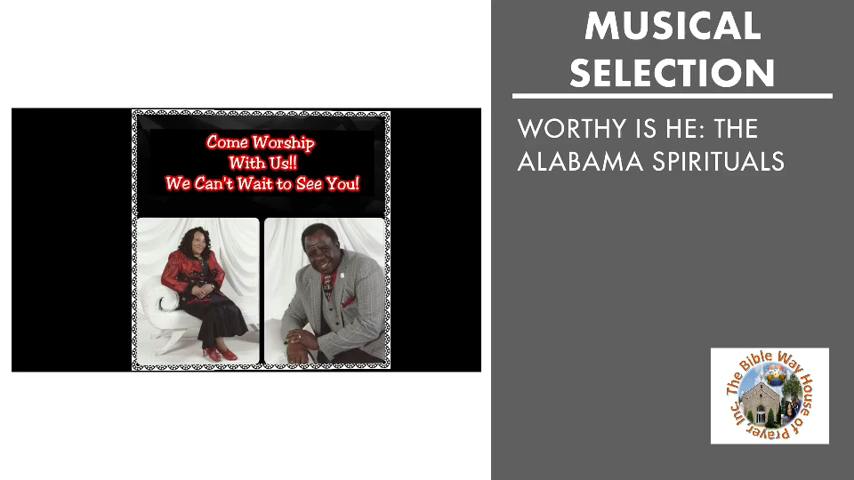 Come Worship
With Us!!
We Can't Wait to See You!
MUSICAL
SELECTION
WORTHY IS HE: THE
ALABAMA SPIRITUALS
The Bible Way House of Prayer, Inc.